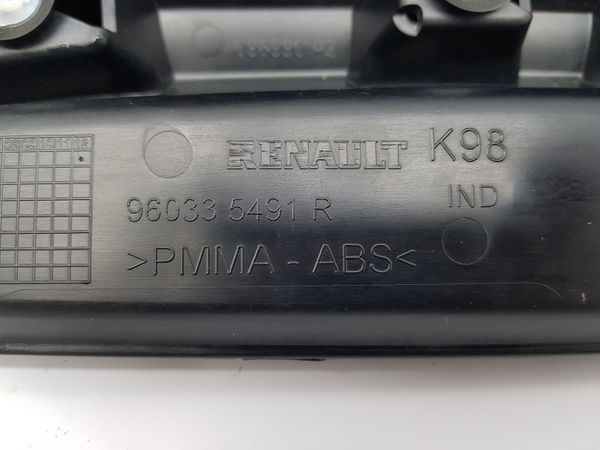 RENAULT K98
96033 5491 R IND
>PMMA - ABS<